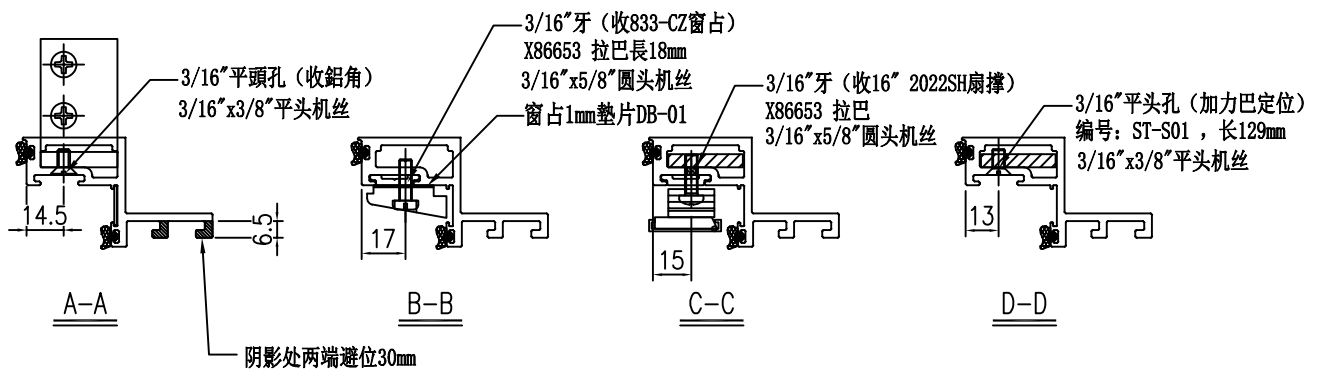 3/16"平頭孔（收鋁角）
3/16"x3/8"平头机丝
14.5
6.5
A-A
阴影处两端避位30mm
3/16"牙（收833-CZ窗占）
X86653 拉巴長18mm
3/16"x5/8"圆头机丝
窗占1mm墊片DB-01
17
B-B
3/16"牙（收16" 2022SH扇撑）
X86653 拉巴
3/16"x5/8"圆头机丝
15
C-C
3/16"平头孔（加力巴定位）
编号: ST-S01 ，长129mm
3/16"x3/8"平头机丝
13
D-D